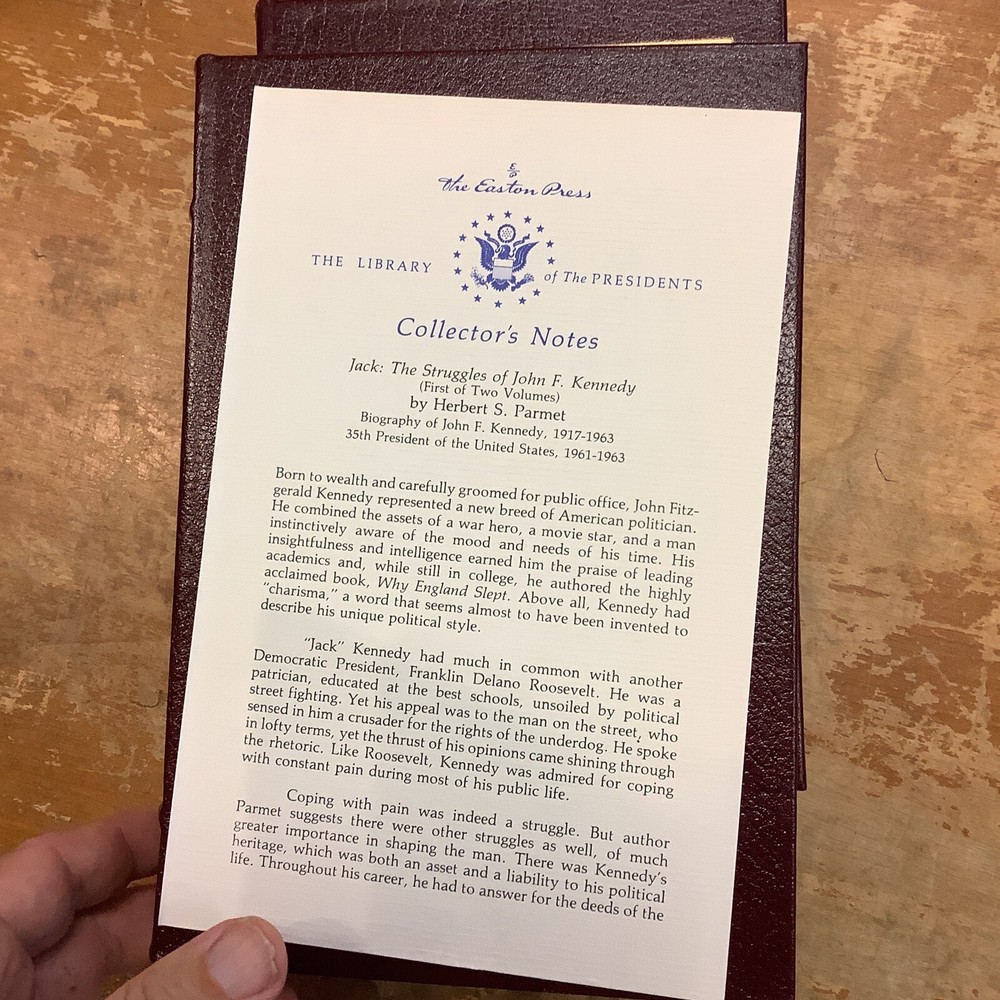 E
P
The Easton Press
THE LIBRARY of The PRESIDENTS
Collector's Notes
Jack: The Struggles of John F. Kennedy
(First of Two Volumes)
by Herbert S. Parmet
Biography of John F. Kennedy, 1917-1963
35th President of the United States, 1961-1963
Born to wealth and carefully groomed for public office, John Fitz-
gerald Kennedy represented a new breed of American politician.
He combined the assets of a war hero, a movie star, and a man
instinctively aware of the mood and needs of his time. His
insightfulness and intelligence earned him the praise of leading
academics and, while still in college, he authored the highly
acclaimed book, Why England Slept. Above all, Kennedy had
"charisma," a word that seems almost to have been invented to
describe his unique political style.
"Jack" Kennedy had much in common with another
Democratic President, Franklin Delano Roosevelt. He was a
patrician, educated at the best schools, unsoiled by political
street fighting. Yet his appeal was to the man on the street, who
sensed in him a crusader for the rights of the underdog. He spoke
in lofty terms, yet the thrust of his opinions came shining through
the rhetoric. Like Roosevelt, Kennedy was admired for coping
with constant pain during most of his public life.
Coping with pain was indeed a struggle. But author
Parmet suggests there were other struggles as well, of much
greater importance in shaping the man. There was Kennedy's
heritage, which was both an asset and a liability to his political
life. Throughout his career, he had to answer for the deeds of the